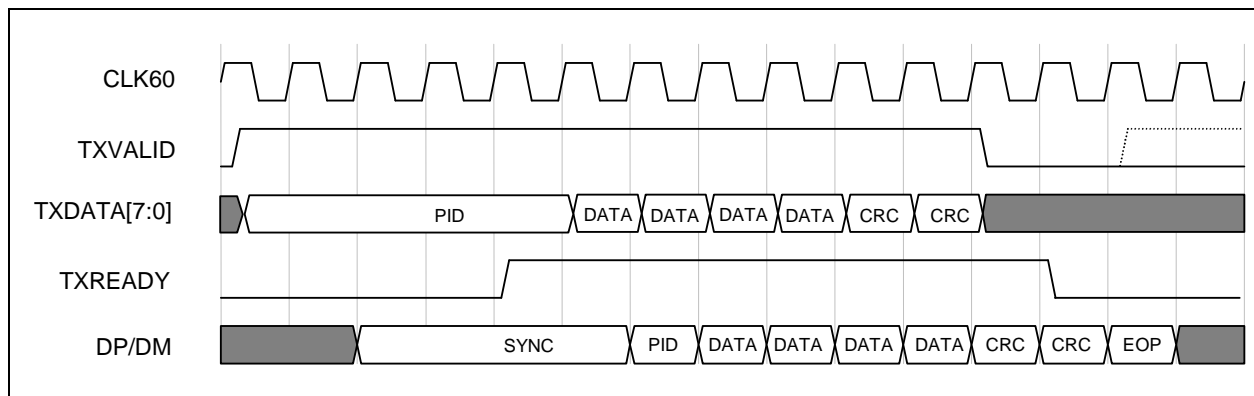 CLK60
TXVALID
TXDATA[7:0] PID DATA DATA DATA DATA CRC CRC
TXREADY
DP/DM SYNC PID DATA DATA DATA DATA CRC CRC EOP